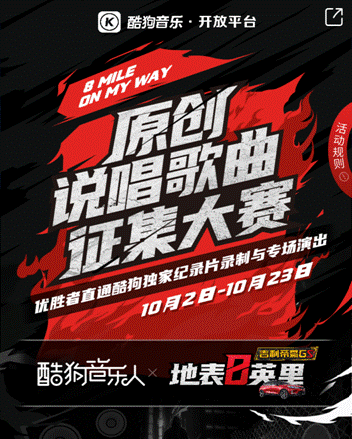 酷狗音乐·开放平台
8 MILE
ON MY WAY
原创
说唱歌曲
征集大赛
活动规则
优胜者直通酷狗独家纪录片录制与专场演出
10月2日-10月23日
吉利帝豪GS
酷狗音乐人 × 地表8英里